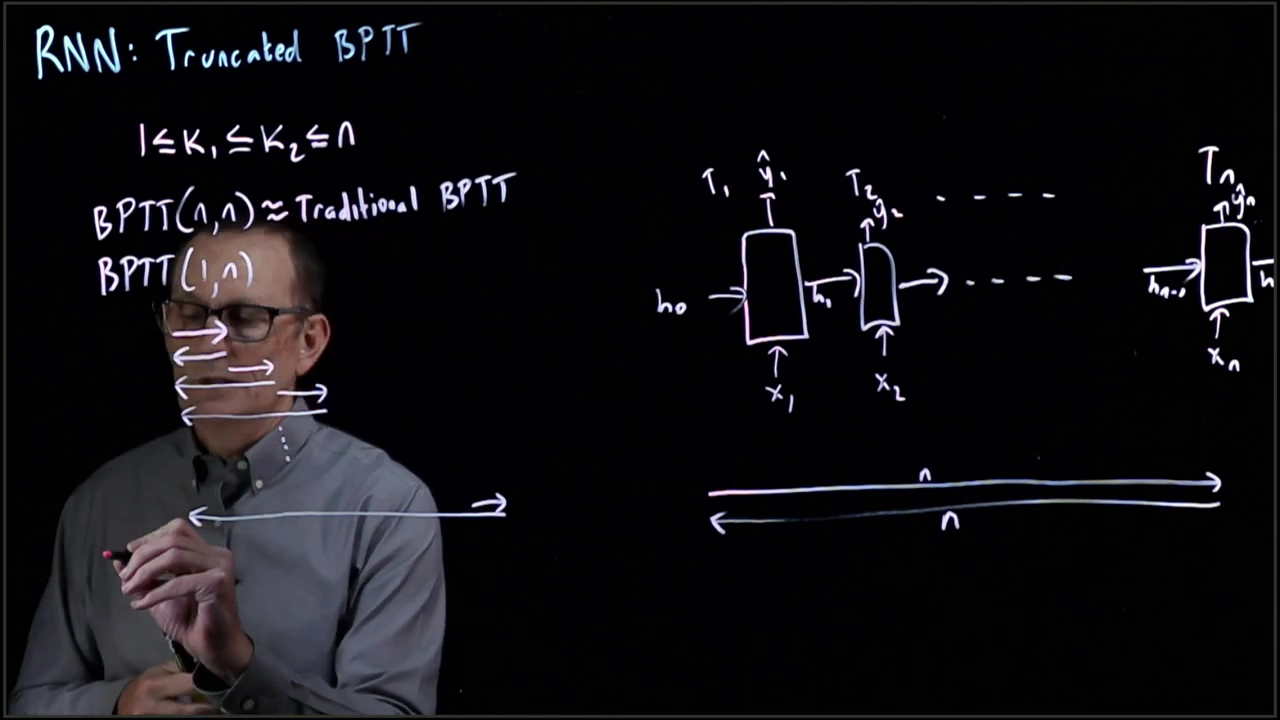 RNN: Truncated BPTT
1≤K₁≤K₂≤n
BPTT(n,n)≈Traditional BPTT
BPTT(1,n)
T₁ ŷ₁ T₂ ŷ₂ - - - - Tₙ ŷₙ
h₀ h₁ - - - - hₙ₋₁ h
x₁ x₂ xₙ
n
n